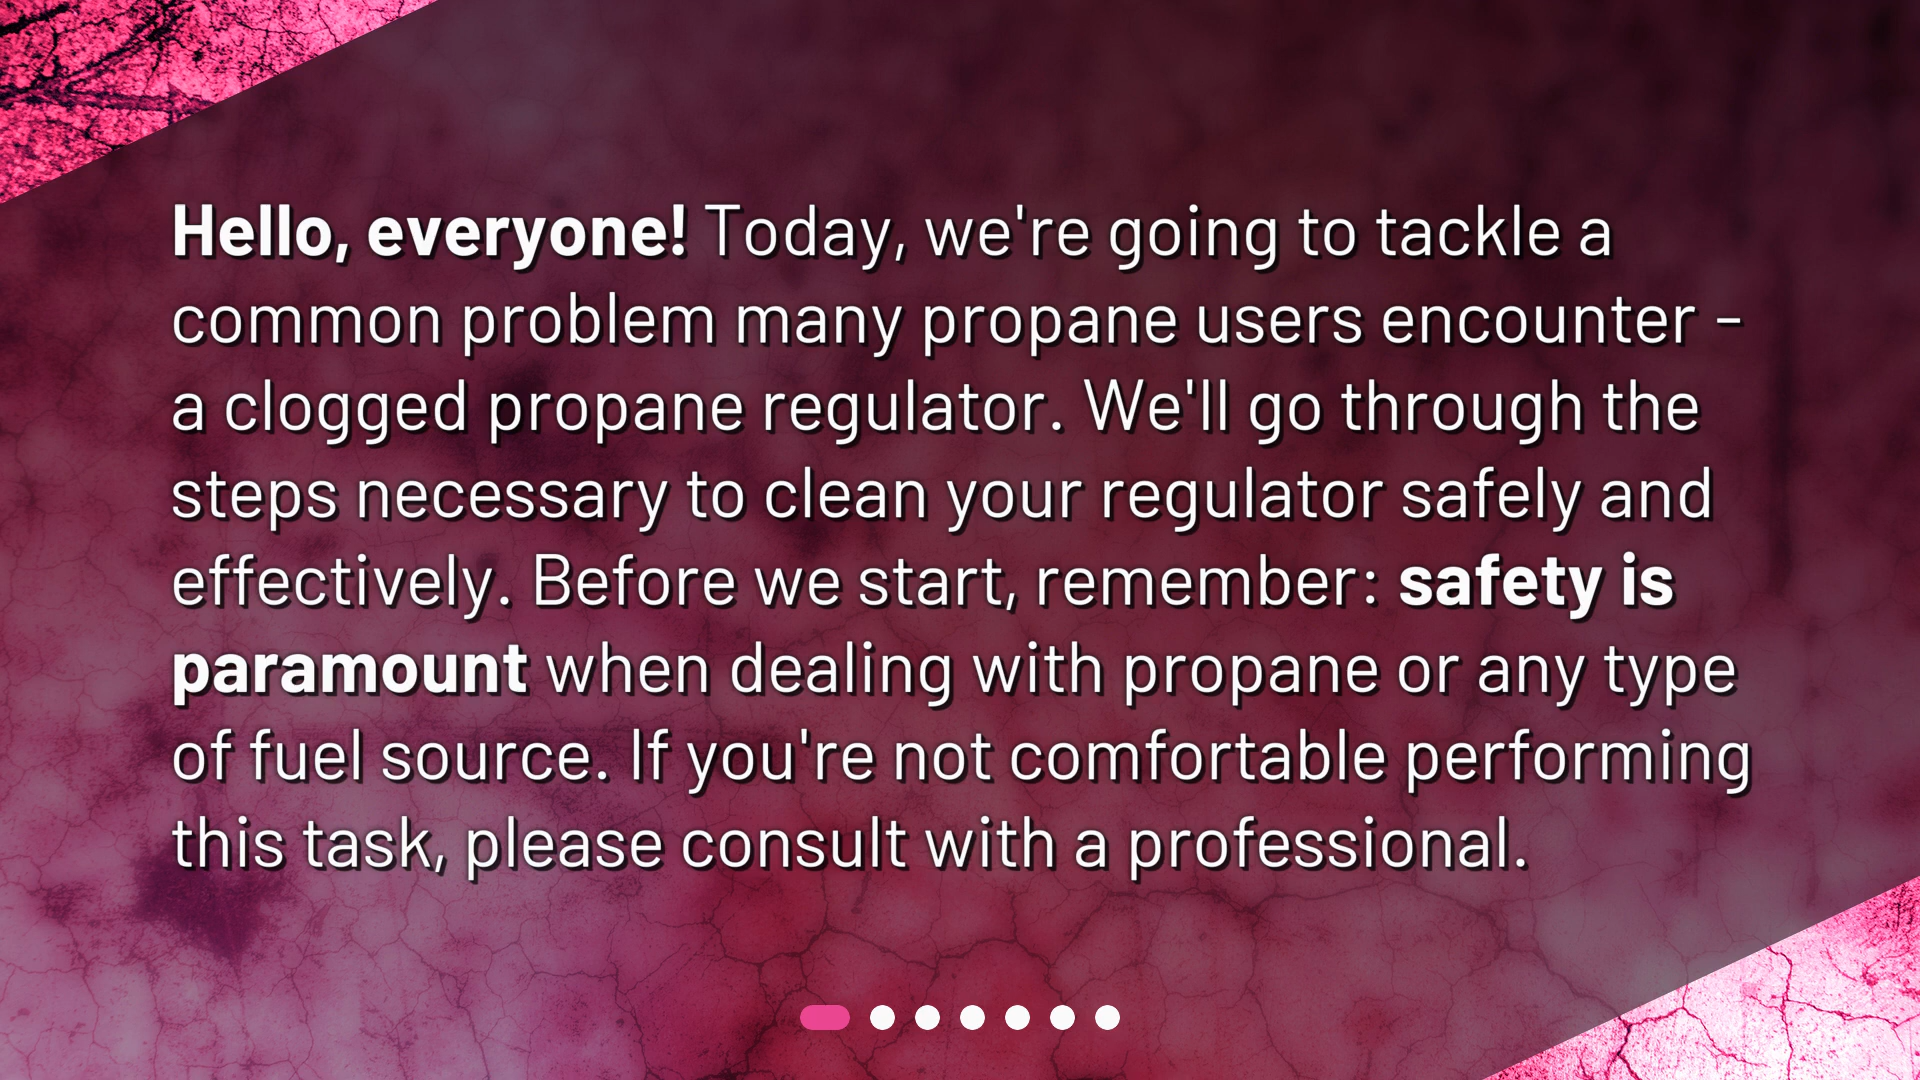 Hello, everyone! Today, we're going to tackle a
common problem many propane users encounter -
a clogged propane regulator. We'll go through the
steps necessary to clean your regulator safely and
effectively. Before we start, remember: safety is
paramount when dealing with propane or any type
of fuel source. If you're not comfortable performing
this task, please consult with a professional.